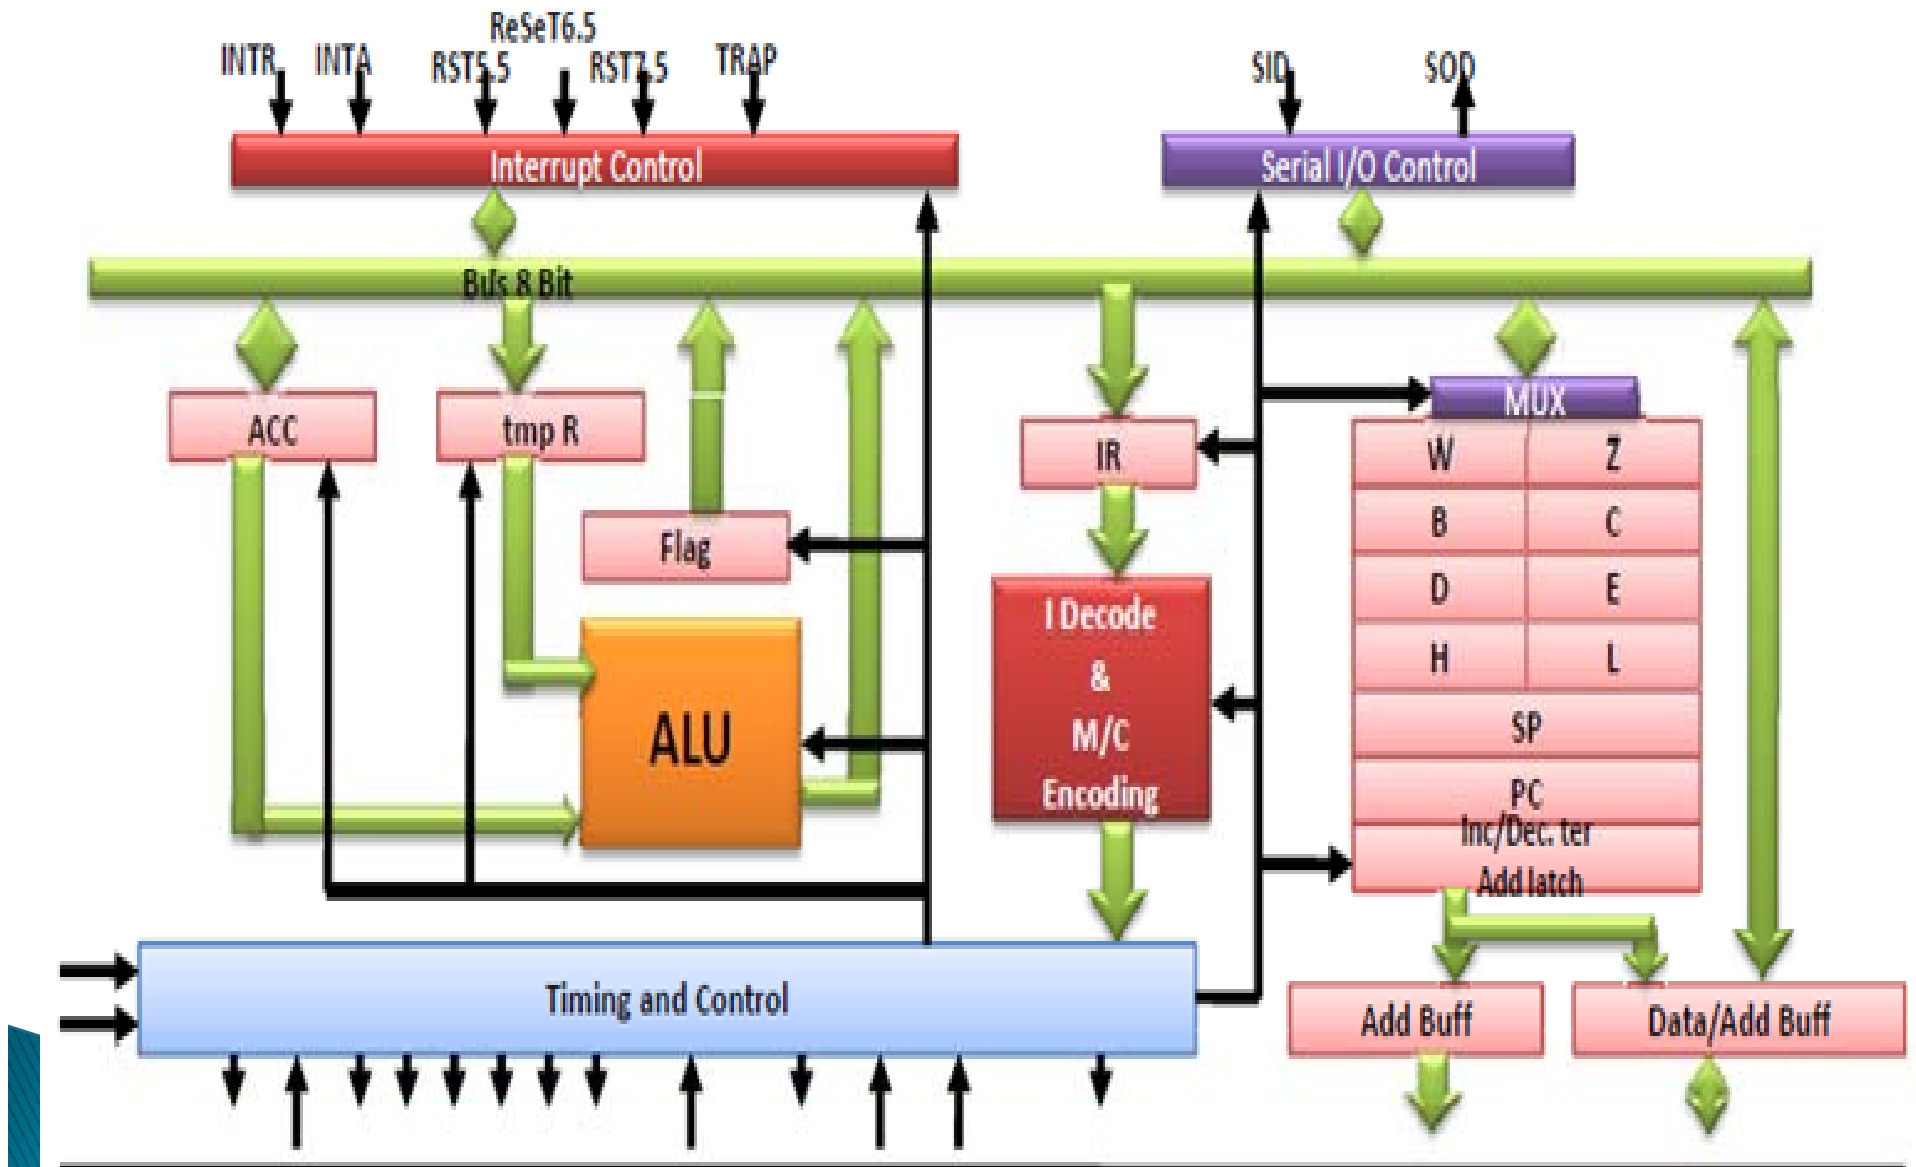 ReSeT6.5
INTR INTA RST5.5 RST7.5 TRAP SID SOD
Interrupt Control
Serial I/O Control
Bus 8 Bit
ACC
tmp R
Flag
ALU
IR
I Decode
&
M/C
Encoding
MUX
W Z
B C
D E
H L
SP
PC
Inc/Dec. ter
Add latch
Timing and Control
Add Buff
Data/Add Buff